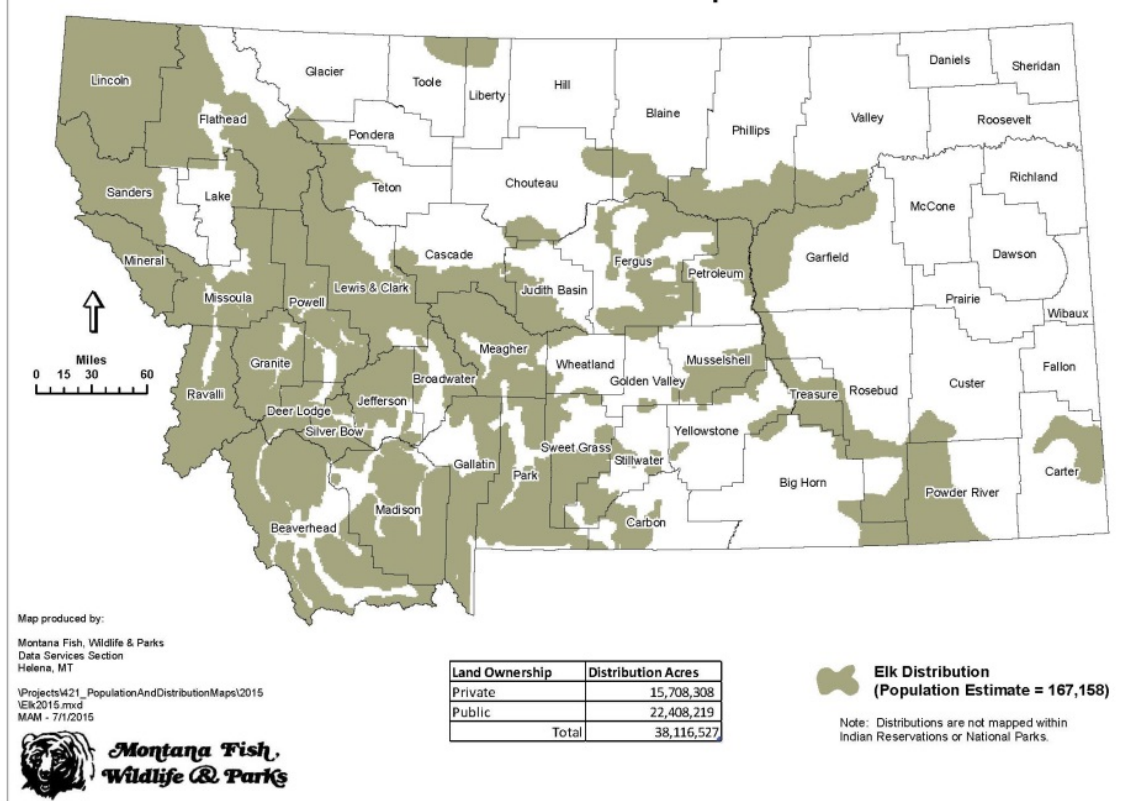 Lincoln
Flathead
Glacier
Toole
Liberty
Hill
Blaine
Phillips
Valley
Daniels
Sheridan
Roosevelt
Pondera
Teton
Chouteau
Sanders
Lake
McCone
Richland
Mineral
Cascade
Fergus
Petroleum
Garfield
Dawson
Missoula
Powell
Lewis & Clark
Judith Basin
Prairie
Wibaux
Miles
0 15 30 60
Granite
Meagher
Wheatland
Golden Valley
Musselshell
Ravalli
Broadwater
Jefferson
Treasure
Rosebud
Custer
Fallon
Deer Lodge
Silver Bow
Yellowstone
Gallatin
Park
Sweet Grass
Stillwater
Big Horn
Powder River
Carter
Madison
Beaverhead
Carbon
Map produced by:
Montana Fish, Wildlife & Parks
Data Services Section
Helena, MT
\Projects\421_PopulationAndDistributionMaps\2015
\Elk2015.mxd
MAM - 7/1/2015
Montana Fish,
Wildlife & Parks
Land Ownership Distribution Acres
Private 15,708,308
Public 22,408,219
Total 38,116,527
Elk Distribution
(Population Estimate = 167,158)
Note: Distributions are not mapped within
Indian Reservations or National Parks.